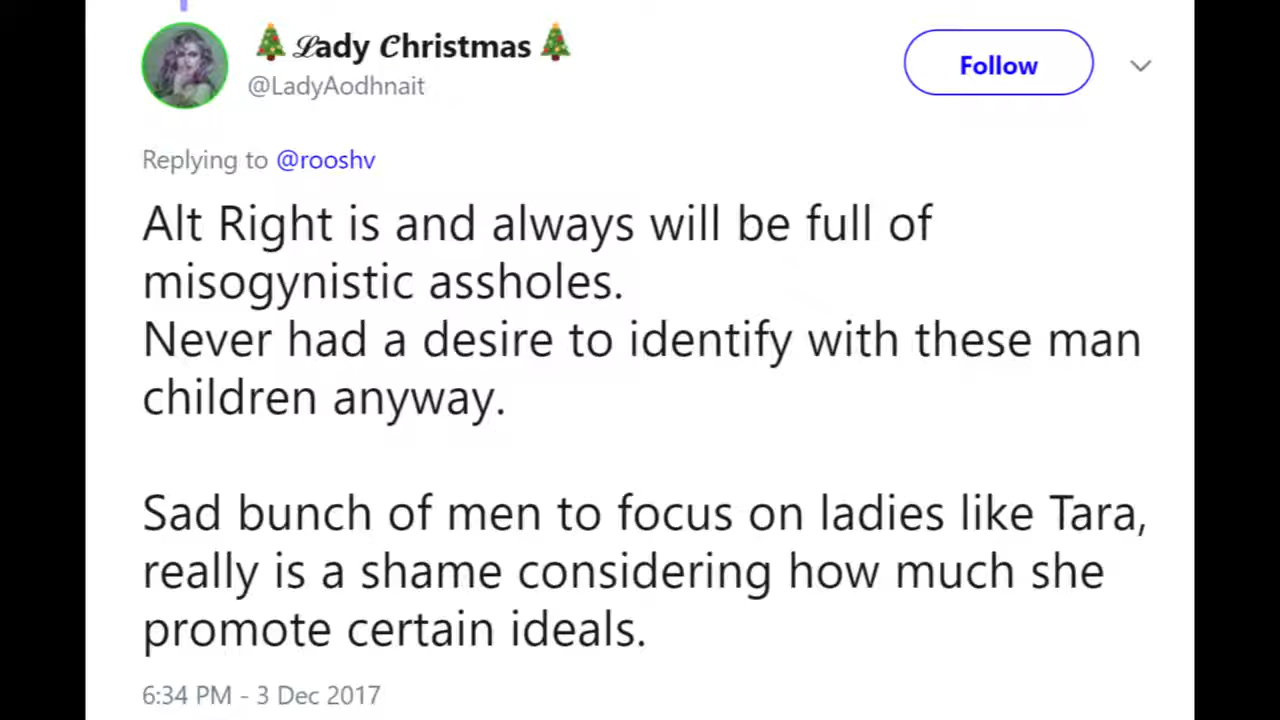 🎄 𝓛ady 𝓒hristmas 🎄
@LadyAodhnait
Follow
Replying to @rooshv
Alt Right is and always will be full of
misogynistic assholes.
Never had a desire to identify with these man
children anyway.
Sad bunch of men to focus on ladies like Tara,
really is a shame considering how much she
promote certain ideals.
6:34 PM - 3 Dec 2017